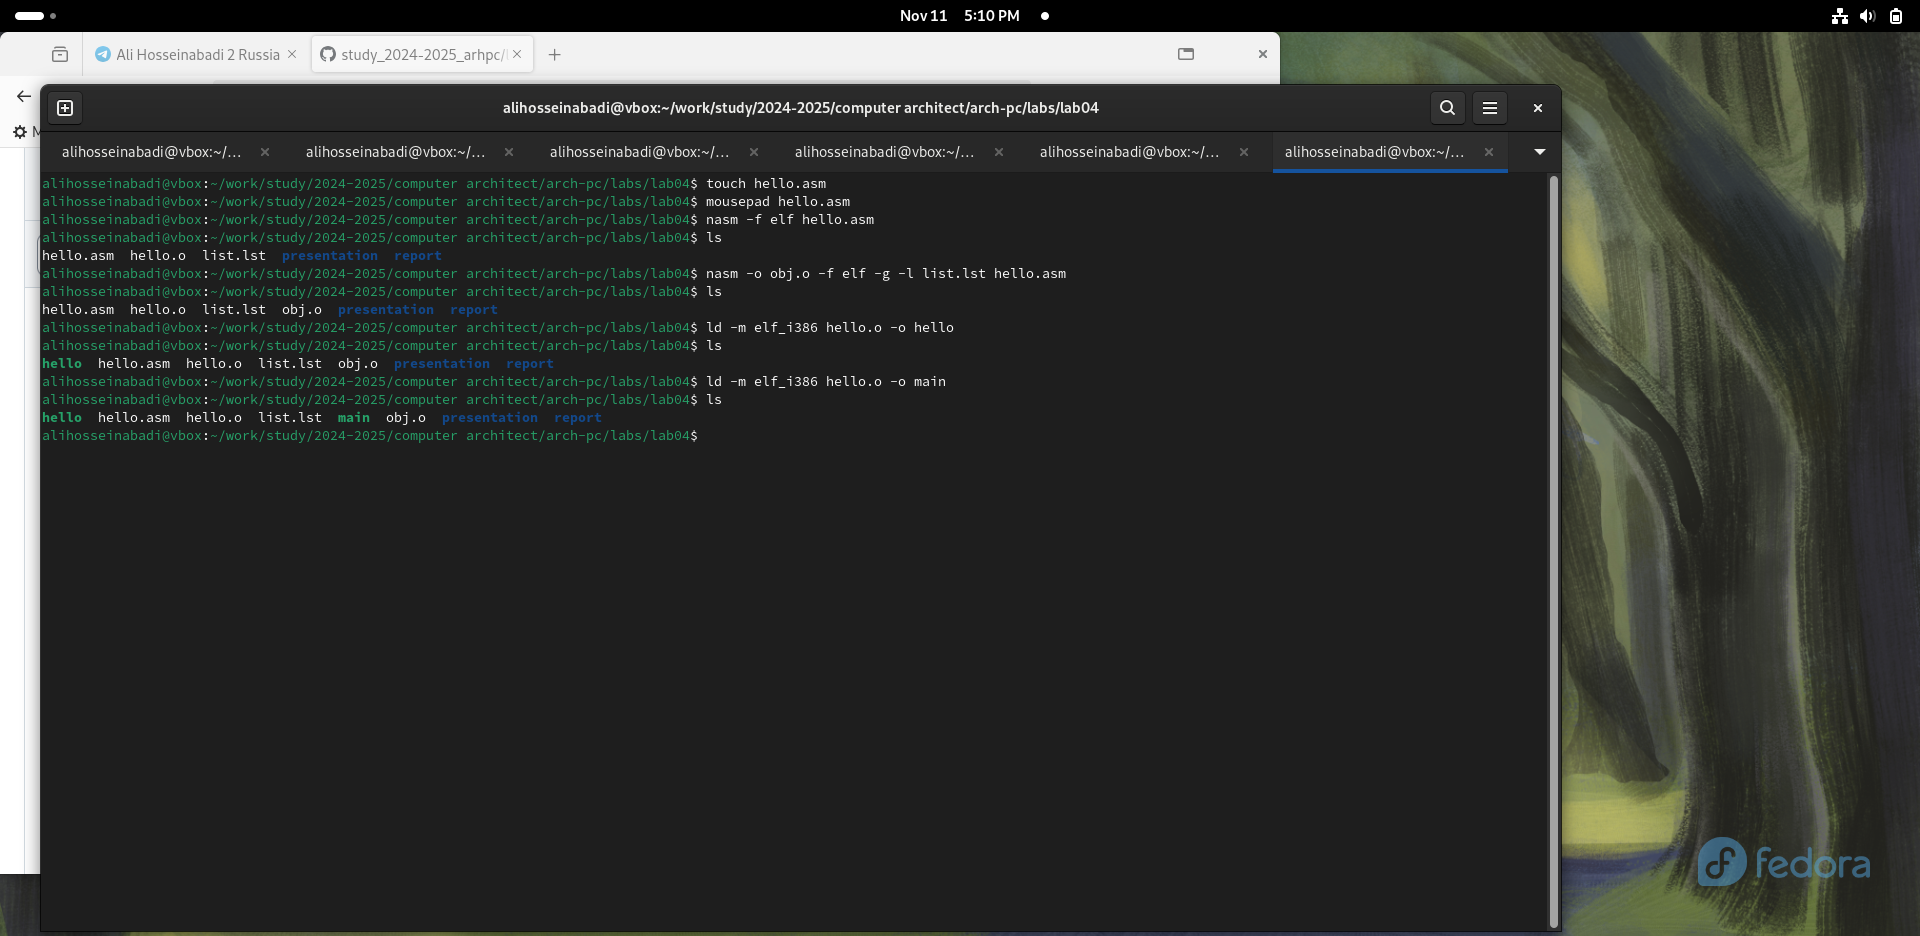 Nov 11 5:10 PM
Ali Hosseinabadi 2 Russia
study_2024-2025_arhpc/
alihosseinabadi@vbox:~/work/study/2024-2025/computer architect/arch-pc/labs/lab04
alihosseinabadi@vbox:~/... alihosseinabadi@vbox:~/... alihosseinabadi@vbox:~/... alihosseinabadi@vbox:~/... alihosseinabadi@vbox:~/... alihosseinabadi@vbox:~/...
alihosseinabadi@vbox:~/work/study/2024-2025/computer architect/arch-pc/labs/lab04$ touch hello.asm
alihosseinabadi@vbox:~/work/study/2024-2025/computer architect/arch-pc/labs/lab04$ mousepad hello.asm
alihosseinabadi@vbox:~/work/study/2024-2025/computer architect/arch-pc/labs/lab04$ nasm -f elf hello.asm
alihosseinabadi@vbox:~/work/study/2024-2025/computer architect/arch-pc/labs/lab04$ ls
hello.asm hello.o list.lst presentation report
alihosseinabadi@vbox:~/work/study/2024-2025/computer architect/arch-pc/labs/lab04$ nasm -o obj.o -f elf -g -l list.lst hello.asm
alihosseinabadi@vbox:~/work/study/2024-2025/computer architect/arch-pc/labs/lab04$ ls
hello.asm hello.o list.lst obj.o presentation report
alihosseinabadi@vbox:~/work/study/2024-2025/computer architect/arch-pc/labs/lab04$ ld -m elf_i386 hello.o -o hello
alihosseinabadi@vbox:~/work/study/2024-2025/computer architect/arch-pc/labs/lab04$ ls
hello hello.asm hello.o list.lst obj.o presentation report
alihosseinabadi@vbox:~/work/study/2024-2025/computer architect/arch-pc/labs/lab04$ ld -m elf_i386 hello.o -o main
alihosseinabadi@vbox:~/work/study/2024-2025/computer architect/arch-pc/labs/lab04$ ls
hello hello.asm hello.o list.lst main obj.o presentation report
alihosseinabadi@vbox:~/work/study/2024-2025/computer architect/arch-pc/labs/lab04$
fedora